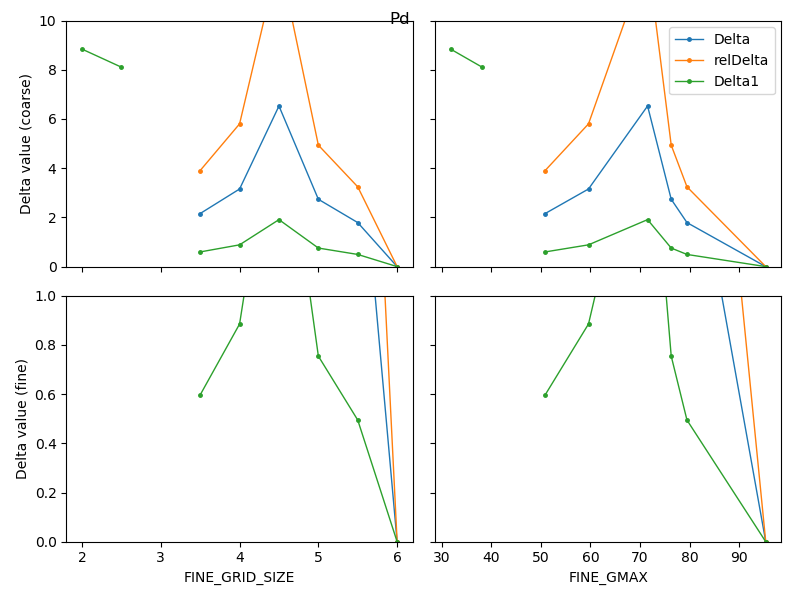 Pd
Delta value (coarse)
10
8
6
4
2
0
Delta
relDelta
Delta1
Delta value (fine)
1.0
0.8
0.6
0.4
0.2
0.0
2 3 4 5 6
FINE_GRID_SIZE
30 40 50 60 70 80 90
FINE_GMAX